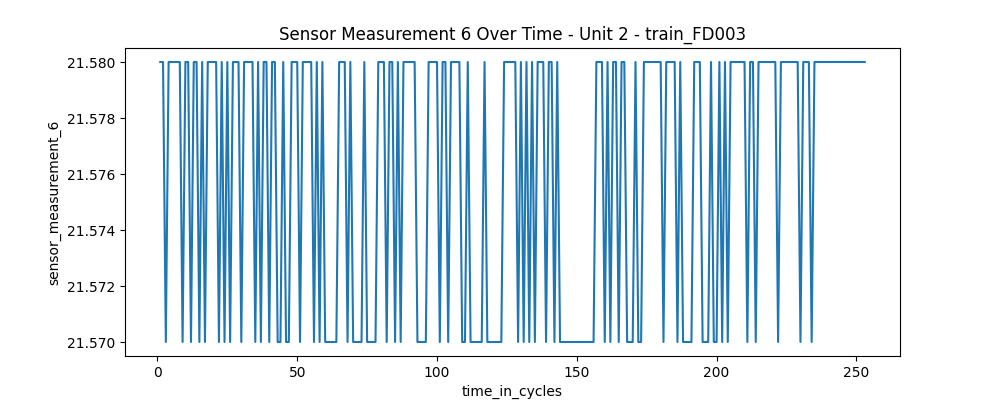 Sensor Measurement 6 Over Time - Unit 2 - train_FD003
21.580
21.578
21.576
21.574
21.572
21.570
sensor_measurement_6
0 50 100 150 200 250
time_in_cycles